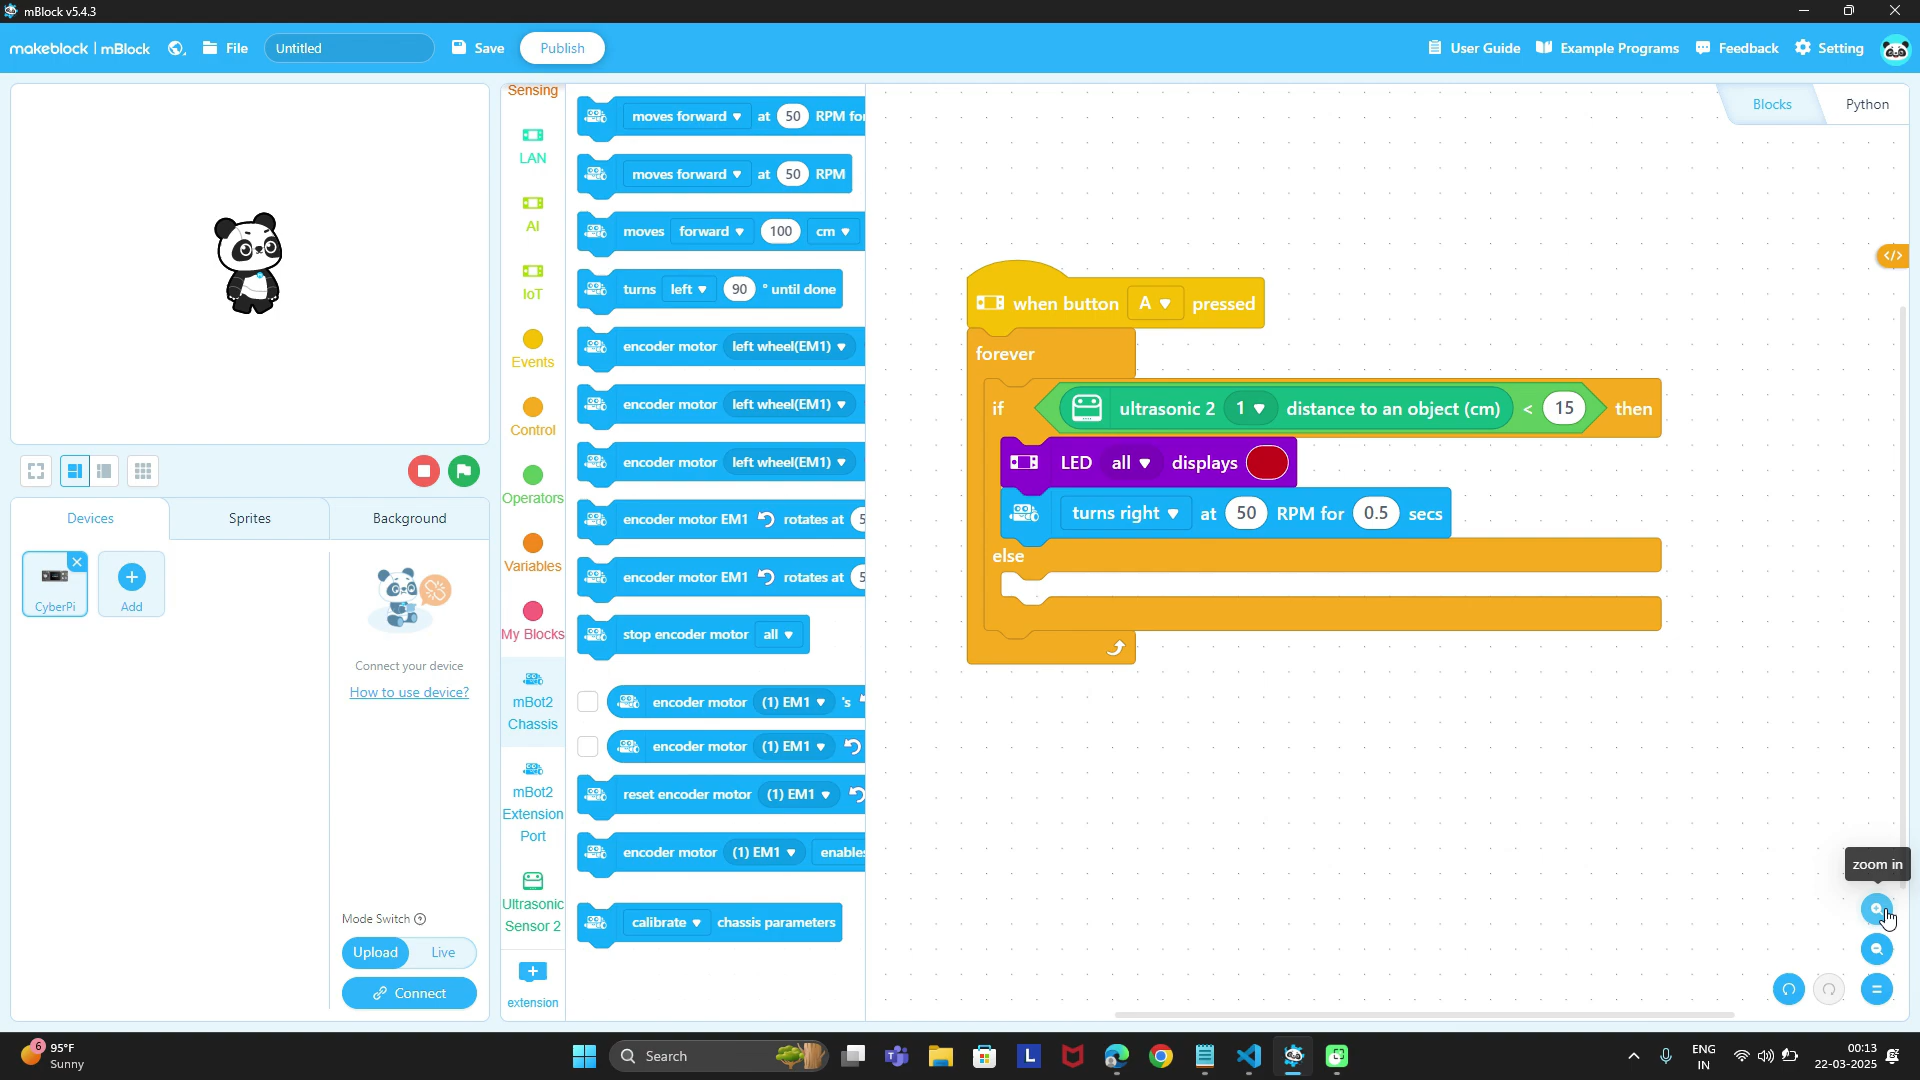 mBlock v5.4.3
makeblock | mBlock
File
Untitled
Save
Publish
User Guide
Example Programs
Feedback
Setting
Sensing
LAN
AI
IoT
Events
Control
Operators
Variables
My Blocks
mBot2
Chassis
mBot2
Extension
Port
Ultrasonic
Sensor 2
extension
moves forward at 50 RPM for
moves forward at 50 RPM
moves forward 100 cm
turns left 90 ° until done
encoder motor left wheel(EM1)
encoder motor left wheel(EM1)
encoder motor left wheel(EM1)
encoder motor EM1 rotates at 5
encoder motor EM1 rotates at 5
stop encoder motor all
encoder motor (1) EM1 's
encoder motor (1) EM1
reset encoder motor (1) EM1
encoder motor (1) EM1 enables
calibrate chassis parameters
Blocks
Python
</>
when button A pressed
forever
if ultrasonic 2 1 distance to an object (cm) < 15 then
LED all displays
turns right at 50 RPM for 0.5 secs
else
Devices
Sprites
Background
CyberPi
Add
Connect your device
How to use device?
Mode Switch ?
Upload
Live
Connect
zoom in
6
95°F
Sunny
Search
L
ENG
IN
00:13
22-03-2025